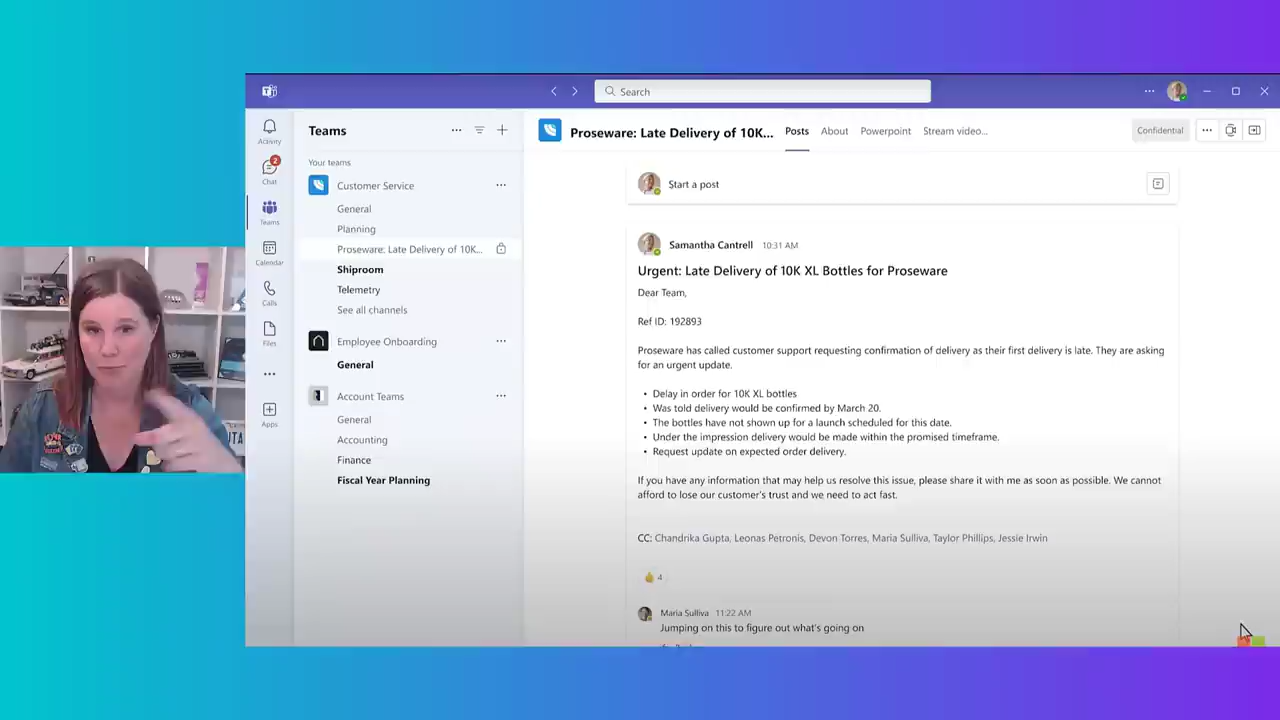 Search
Activity
Chat
2
Teams
Calendar
Calls
Files
Apps
Teams
Your teams
Customer Service
General
Planning
Proseware: Late Delivery of 10K...
Shiproom
Telemetry
See all channels
Employee Onboarding
General
Account Teams
General
Accounting
Finance
Fiscal Year Planning
Proseware: Late Delivery of 10K...
Posts
About
Powerpoint
Stream video...
Confidential
Start a post
Samantha Cantrell 10:31 AM
Urgent: Late Delivery of 10K XL Bottles for Proseware
Dear Team,
Ref ID: 192893
Proseware has called customer support requesting confirmation of delivery as their first delivery is late. They are asking
for an urgent update.
• Delay in order for 10K XL bottles
• Was told delivery would be confirmed by March 20.
• The bottles have not shown up for a launch scheduled for this date.
• Under the impression delivery would be made within the promised timeframe.
• Request update on expected order delivery.
If you have any information that may help us resolve this issue, please share it with me as soon as possible. We cannot
afford to lose our customer's trust and we need to act fast.
CC: Chandrika Gupta, Leonas Petronis, Devon Torres, Maria Sulliva, Taylor Phillips, Jessie Irwin
4
Maria Sulliva 11:22 AM
Jumping on this to figure out what's going on